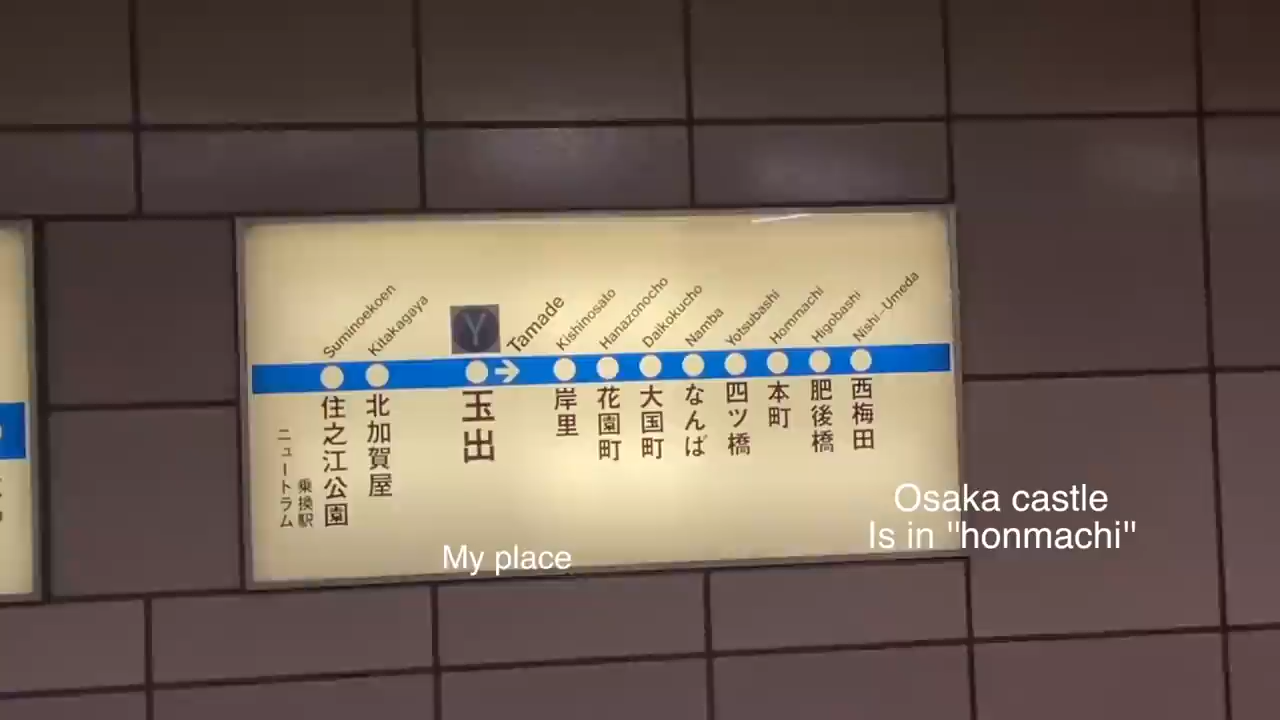 Suminoekoen
Kitakagaya
Y
Tamade
Kishinosato
Hanazonocho
Daikokucho
Namba
Yotsubashi
Hommachi
Higobashi
Nishi-Umeda
住之江公園
乗換駅
ニュートラム
北加賀屋
玉出
岸里
花園町
大国町
なんば
四ツ橋
本町
肥後橋
西梅田
My place
Osaka castle
Is in "honmachi"